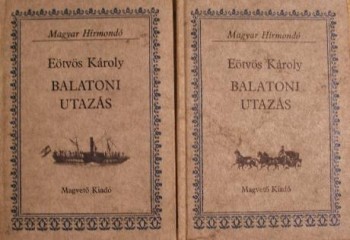 Magyar Hírmondó
Eötvös Károly
BALATONI
UTAZÁS
Magvető Kiadó
Magyar Hírmondó
Eötvös Károly
BALATONI
UTAZÁS
Magvető Kiadó